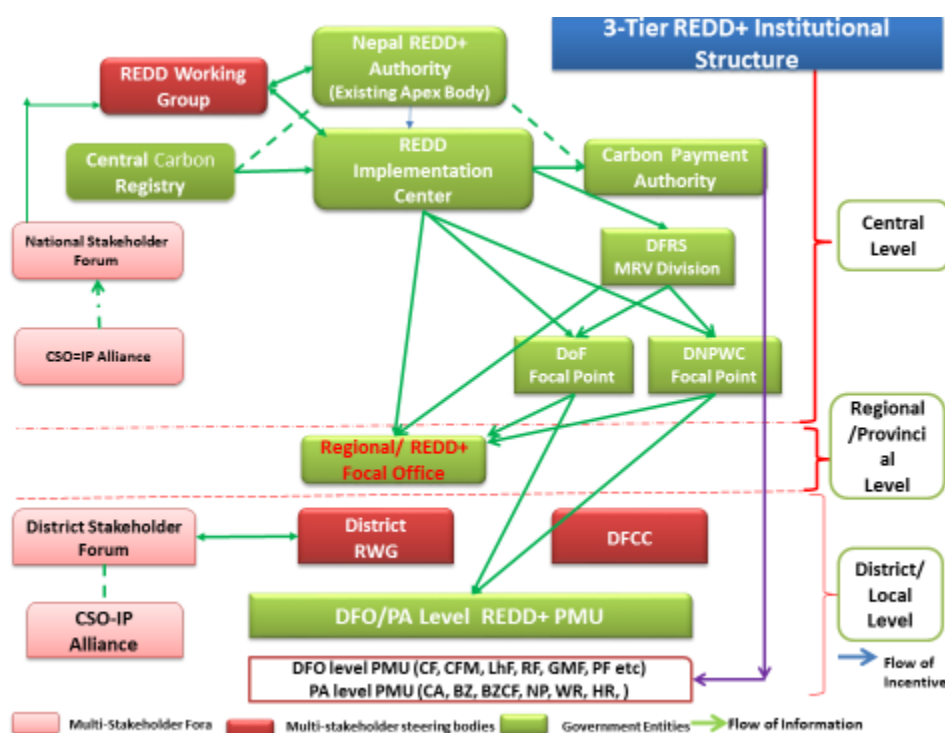 3-Tier REDD+ Institutional
Structure
Nepal REDD+
Authority
(Existing Apex Body)
REDD Working
Group
REDD
Implementation
Center
Central Carbon
Registry
Carbon Payment
Authority
National Stakeholder
Forum
DFRS
MRV Division
Central
Level
CSO=IP Alliance
DoF
Focal Point
DNPWC
Focal Point
Regional/ REDD+
Focal Office
Regional
/Provinci
al
Level
District Stakeholder
Forum
District
RWG
DFCC
CSO-IP
Alliance
DFO/PA Level REDD+ PMU
District/
Local
Level
DFO level PMU (CF, CFM, LhF, RF, GMF, PF etc)
PA level PMU (CA, BZ, BZCF, NP, WR, HR, )
Flow of
Incentive
Multi-Stakeholder Fora
Multi-stakeholder steering bodies
Government Entities
Flow of Information